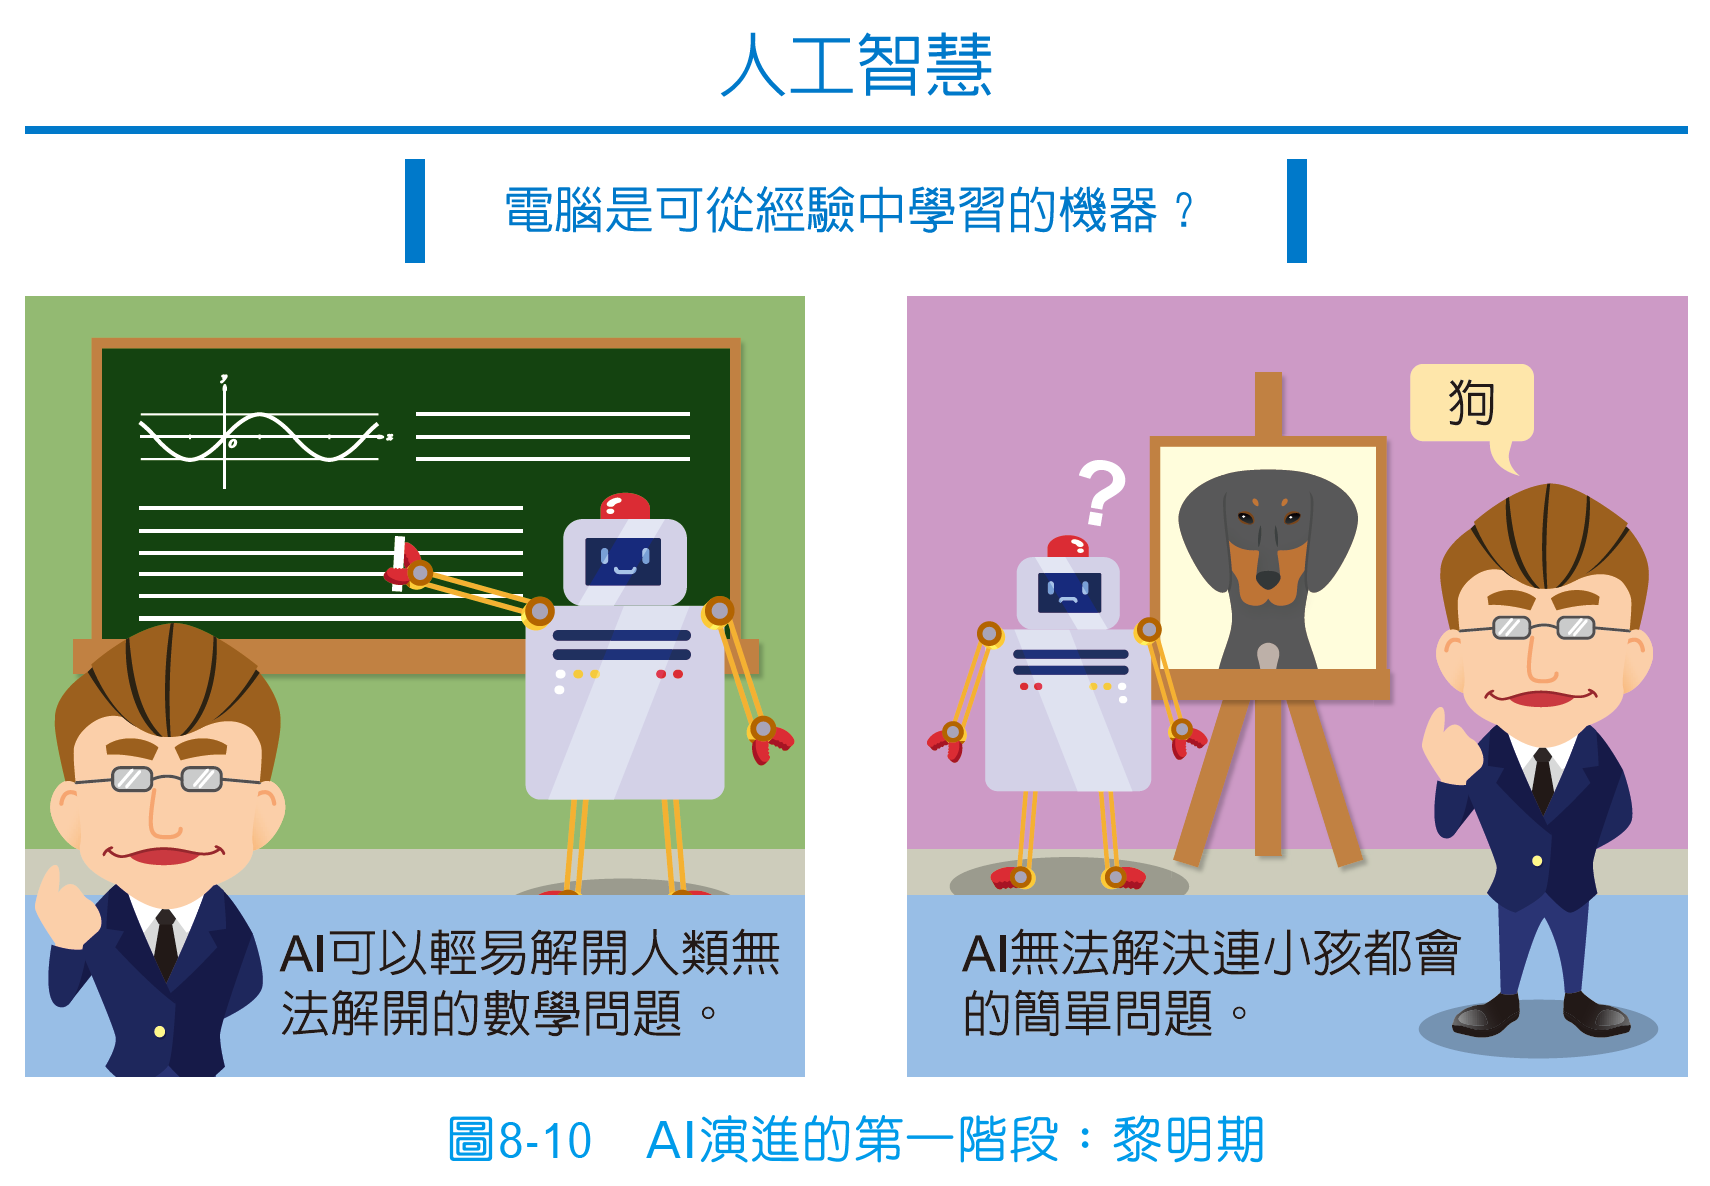 人工智慧
電腦是可從經驗中學習的機器？
y
0
x
狗
?
AI可以輕易解開人類無
法解開的數學問題。
AI無法解決連小孩都會
的簡單問題。
圖8-10　AI演進的第一階段：黎明期